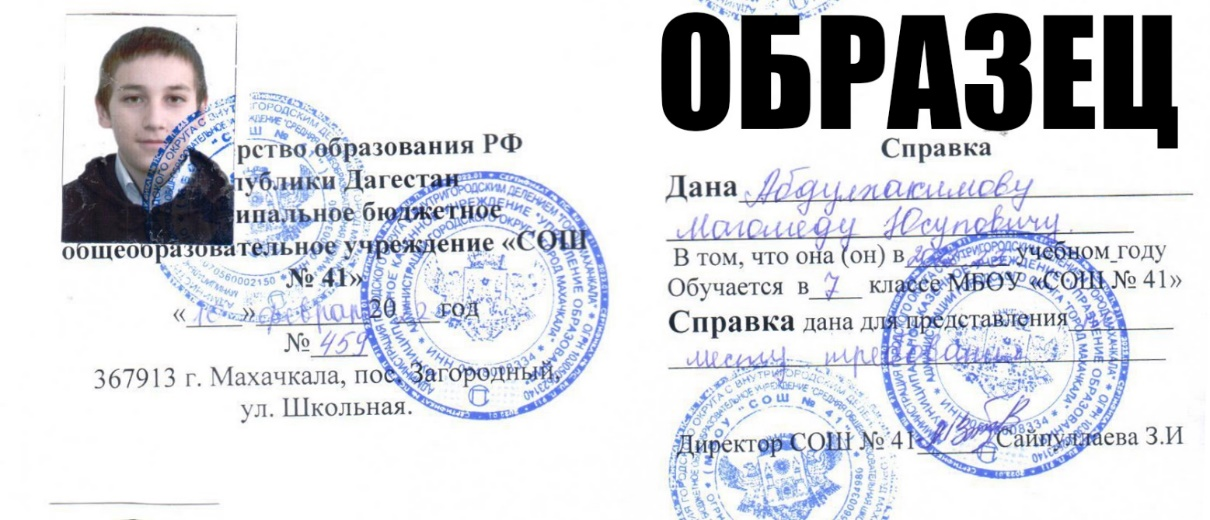 рство образования РФ
публики Дагестан
ипальное бюджетное
общеобразовательное учреждение «СОШ
№ 41»
« » феврал 20 год
№ 459
367913 г. Махачкала, пос. Загородный,
ул. Школьная.
ОБРАЗЕЦ
Справка
Дана Абдулхакимову
Магомеду Юсуповичу.
В том, что она (он) в учебном году
Обучается в 7 классе МБОУ «СОШ № 41»
Справка дана для представления
месту требования
Директор СОШ № 41 Сайпуллаева З.И